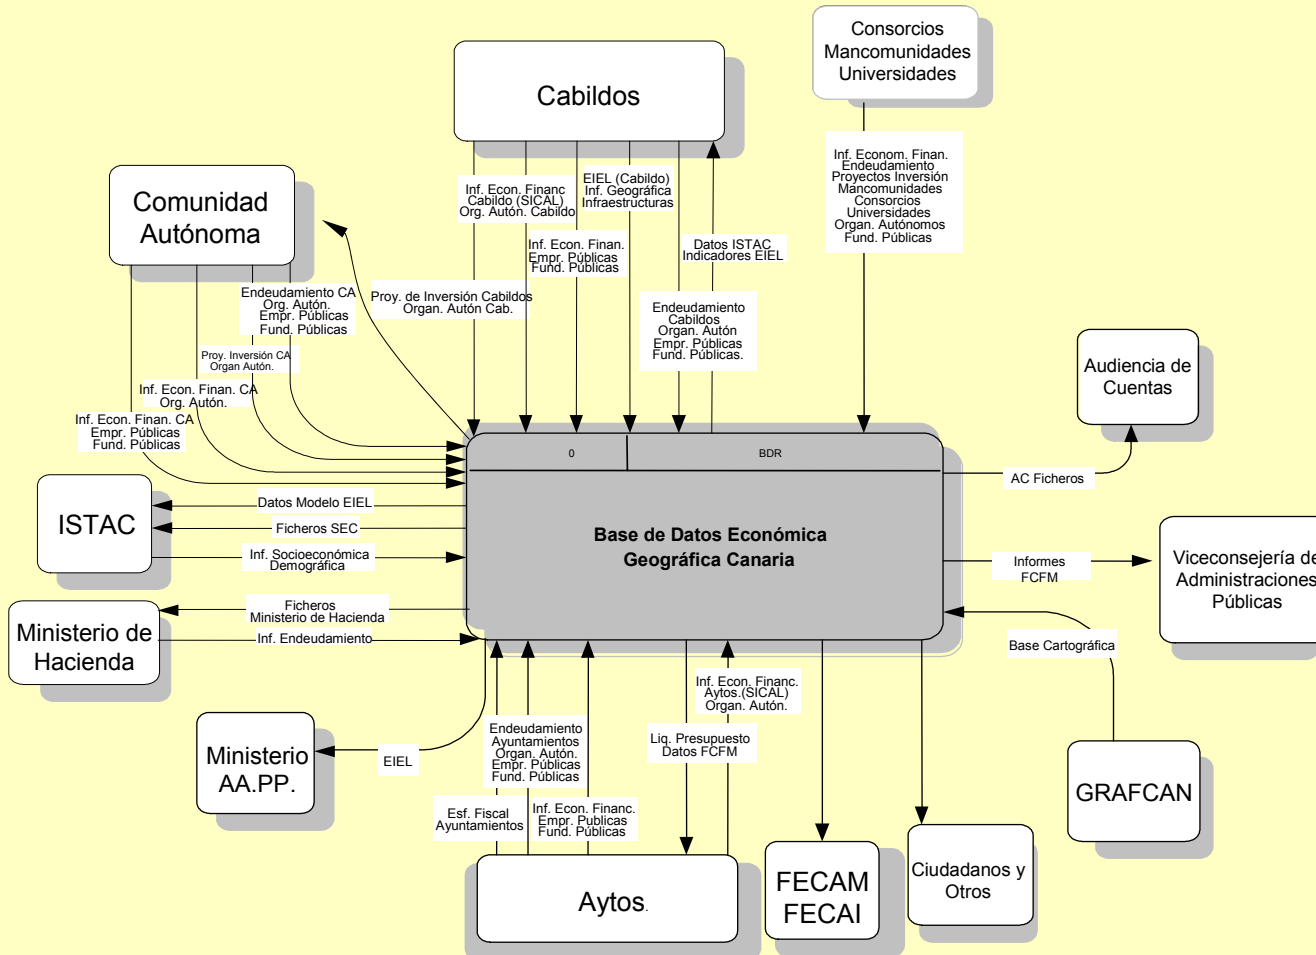 Consorcios
Mancomunidades
Universidades
Cabildos
Comunidad
Autónoma
Inf. Econ. Financ
Cabildo (SICAL)
Org. Autón. Cabildo
EIEL (Cabildo)
Inf. Geográfica
Infraestructuras
Inf. Econom. Finan.
Endeudamiento
Proyectos Inversión
Mancomunidades
Consorcios
Universidades
Organ. Autónomos
Fund. Públicas
Inf. Econ. Finan.
Empr. Públicas
Fund. Públicas
Datos ISTAC
Indicadores EIEL
Endeudamiento CA
Org. Autón.
Empr. Públicas
Fund. Públicas
Proy. de Inversión Cabildos
Organ. Autón Cab.
Endeudamiento
Cabildos
Organ. Autón
Empr. Públicas
Fund. Públicas.
Proy. Inversión CA
Organ Autón.
Inf. Econ. Finan. CA
Org. Autón.
Inf. Econ. Finan. CA
Empr. Públicas
Fund. Públicas
Audiencia de
Cuentas
0
BDR
AC Ficheros
ISTAC
Datos Modelo EIEL
Ficheros SEC
Inf. Socioeconómica
Demográfica
Base de Datos Económica
Geográfica Canaria
Informes
FCFM
Viceconsejería de
Administraciones
Públicas
Ministerio de
Hacienda
Ficheros
Ministerio de Hacienda
Inf. Endeudamiento
Base Cartográfica
Ministerio
AA.PP.
EIEL
Endeudamiento
Ayuntamientos
Organ. Autón.
Empr. Públicas
Fund. Públicas
Inf. Econ. Financ.
Aytos.(SICAL)
Organ. Autón.
Liq. Presupuesto
Datos FCFM
GRAFCAN
Esf. Fiscal
Ayuntamientos
Inf. Econ. Financ.
Empr. Publicas
Fund. Públicas
Aytos.
FECAM
FECAI
Ciudadanos y
Otros